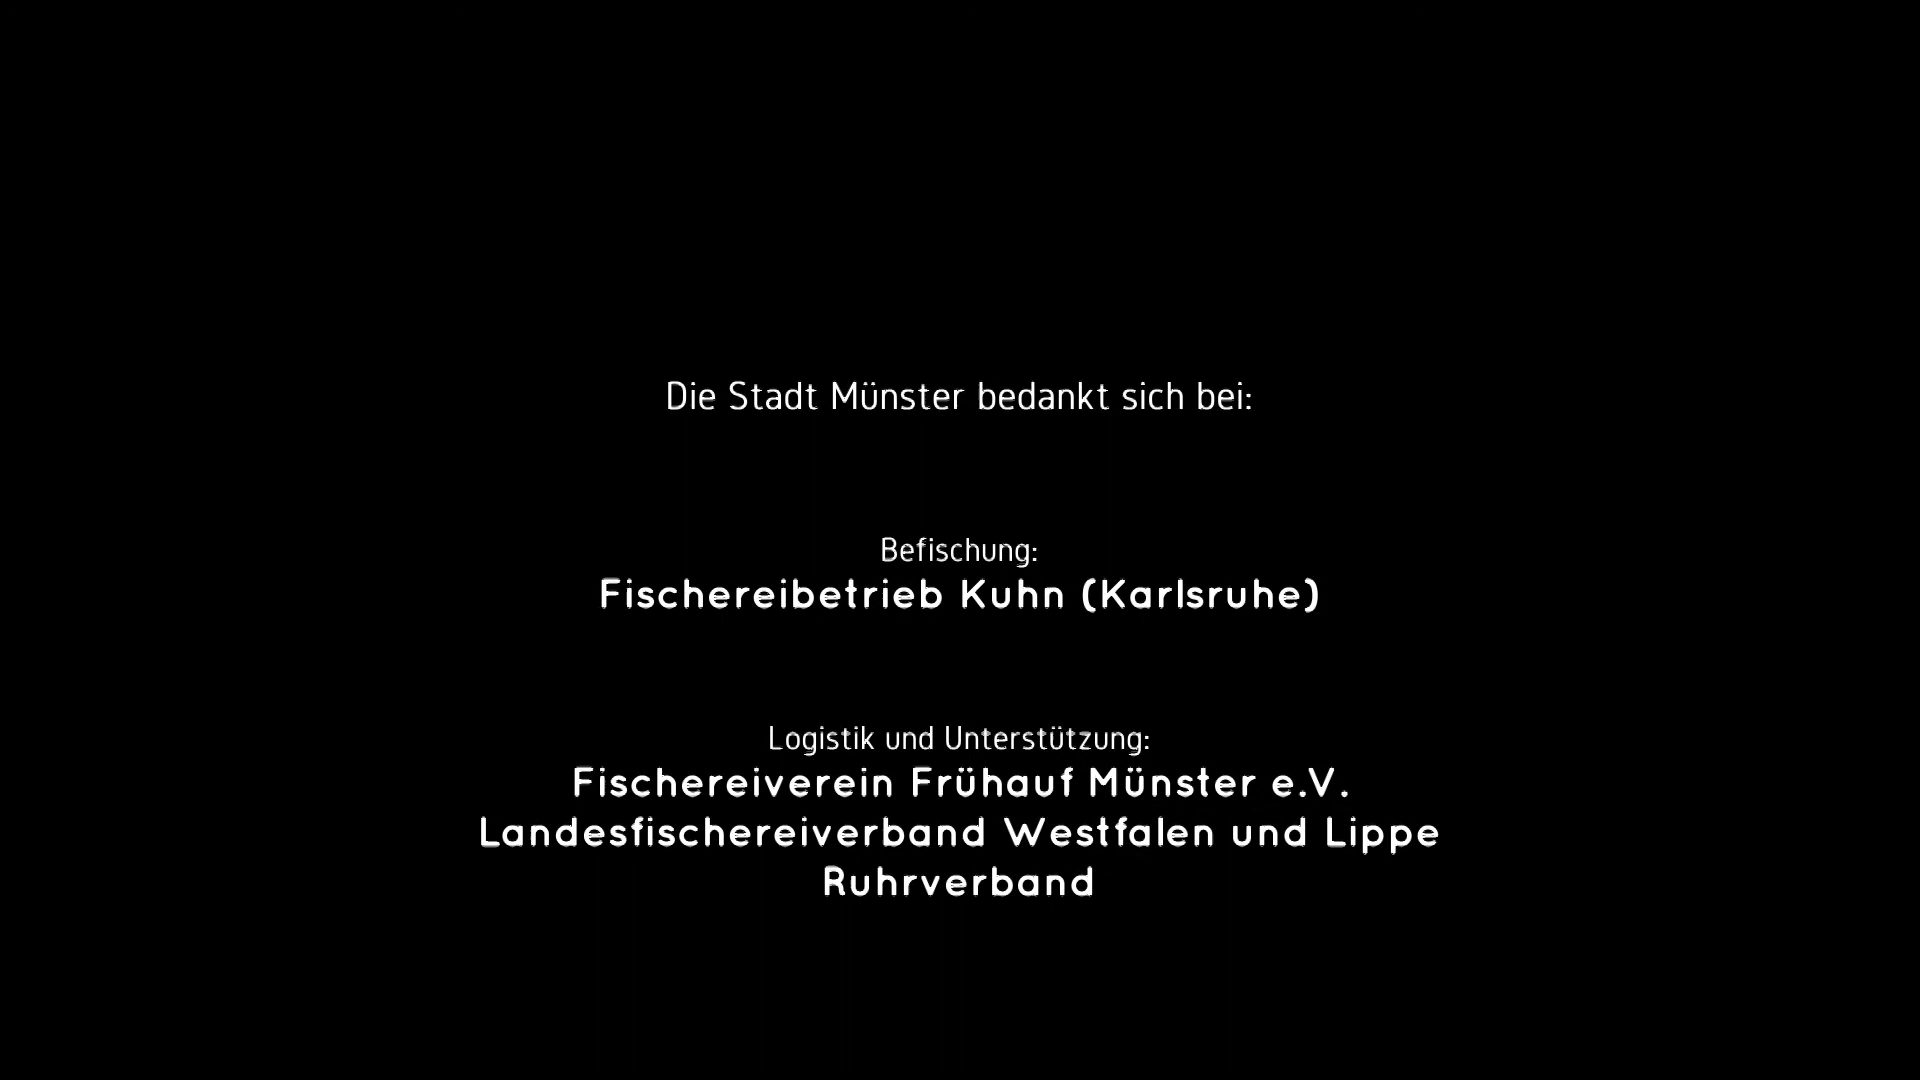 Die Stadt Münster bedankt sich bei:
Befischung:
Fischereibetrieb Kuhn (Karlsruhe)
Logistik und Unterstützung:
Fischereiverein Frühauf Münster e.V.
Landesfischereiverband Westfalen und Lippe
Ruhrverband